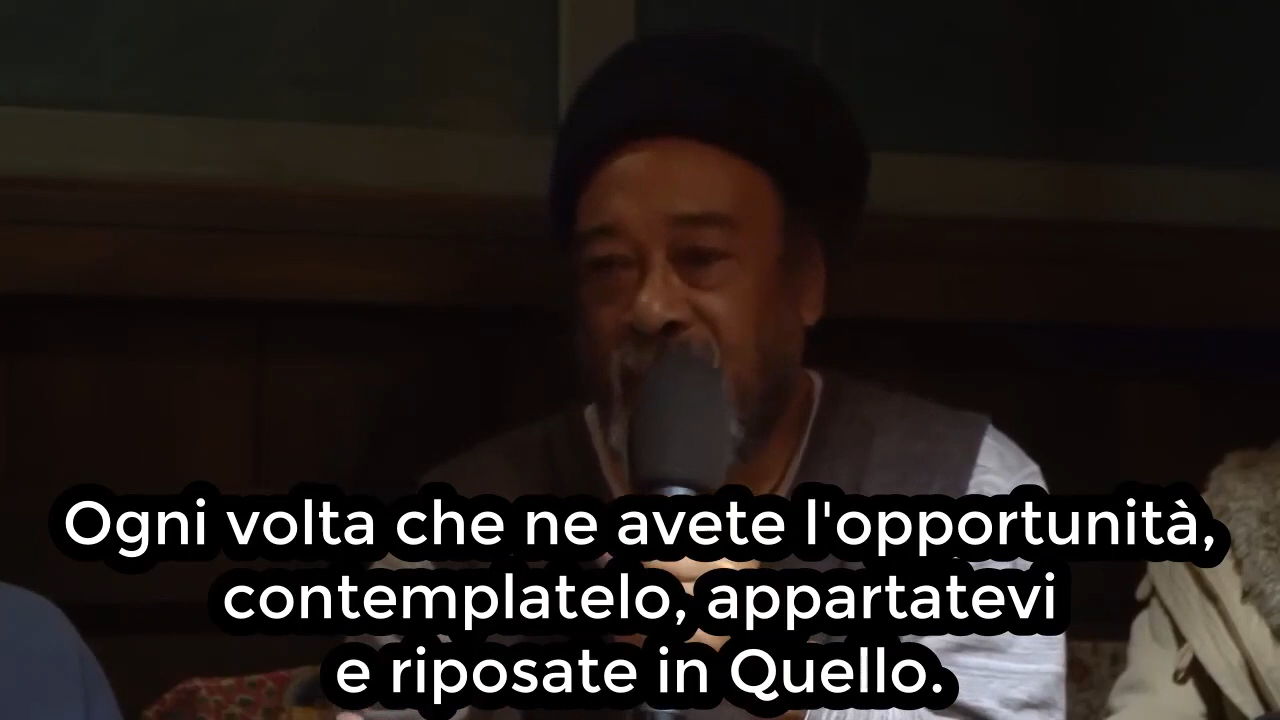 Ogni volta che ne avete l'opportunità,
contemplatelo, appartatevi
e riposate in Quello.